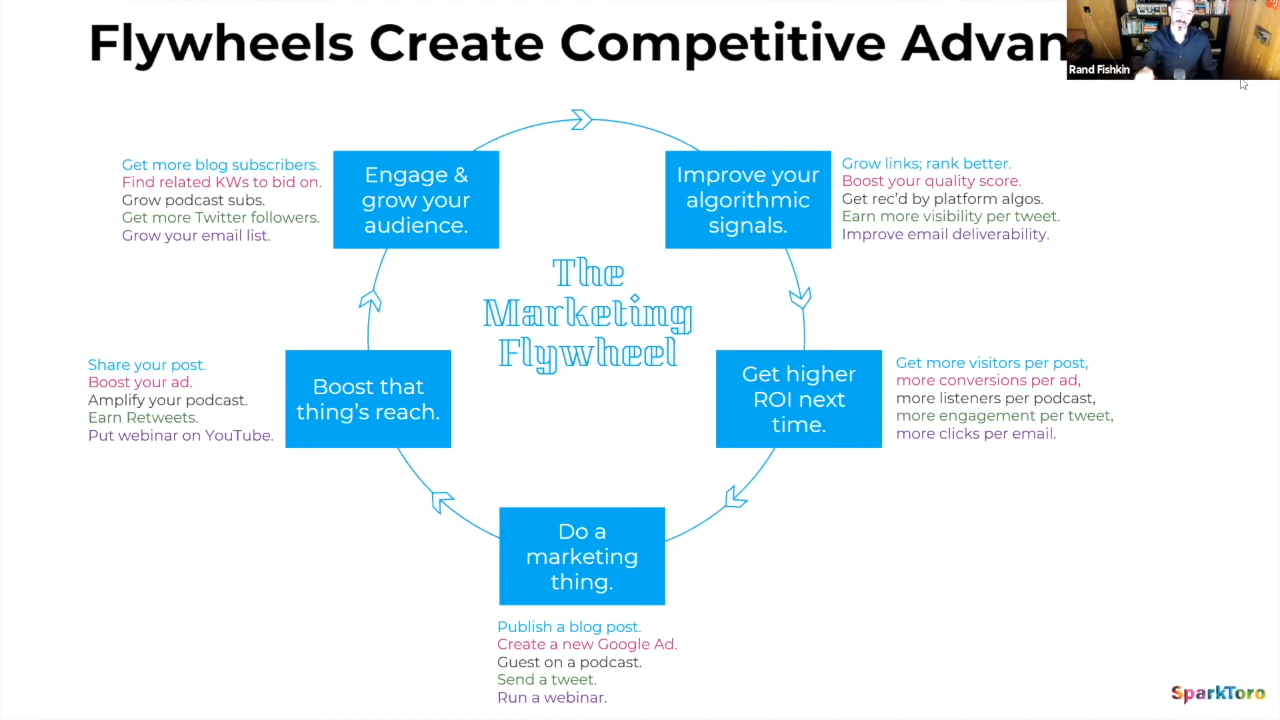 Flywheels Create Competitive Advan
Rand Fishkin
Get more blog subscribers.
Find related KWs to bid on.
Grow podcast subs.
Get more Twitter followers.
Grow your email list.
Engage &
grow your
audience.
Improve your
algorithmic
signals.
Grow links; rank better.
Boost your quality score.
Get rec'd by platform algos.
Earn more visibility per tweet.
Improve email deliverability.
The
Marketing
Flywheel
Share your post.
Boost your ad.
Amplify your podcast.
Earn Retweets.
Put webinar on YouTube.
Boost that
thing's reach.
Get higher
ROI next
time.
Get more visitors per post,
more conversions per ad,
more listeners per podcast,
more engagement per tweet,
more clicks per email.
Do a
marketing
thing.
Publish a blog post.
Create a new Google Ad.
Guest on a podcast.
Send a tweet.
Run a webinar.
SparkToro